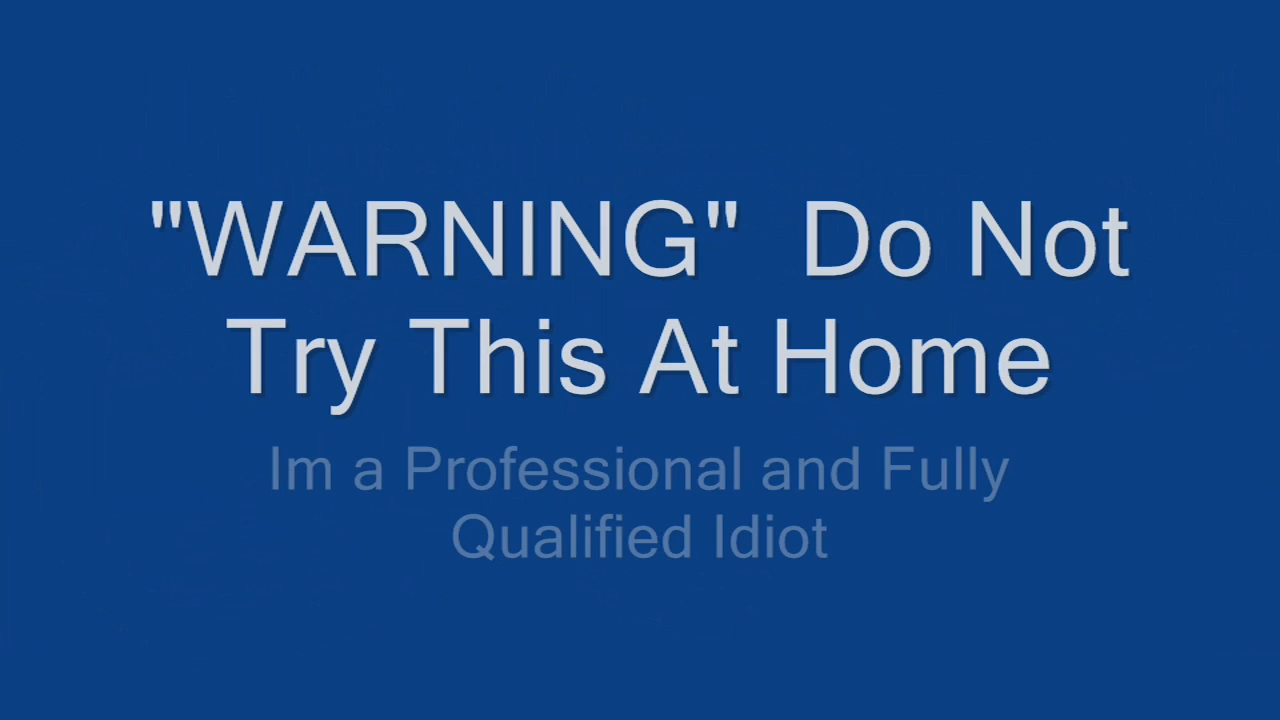 "WARNING"  Do Not
Try This At Home
Im a Professional and Fully
Qualified Idiot